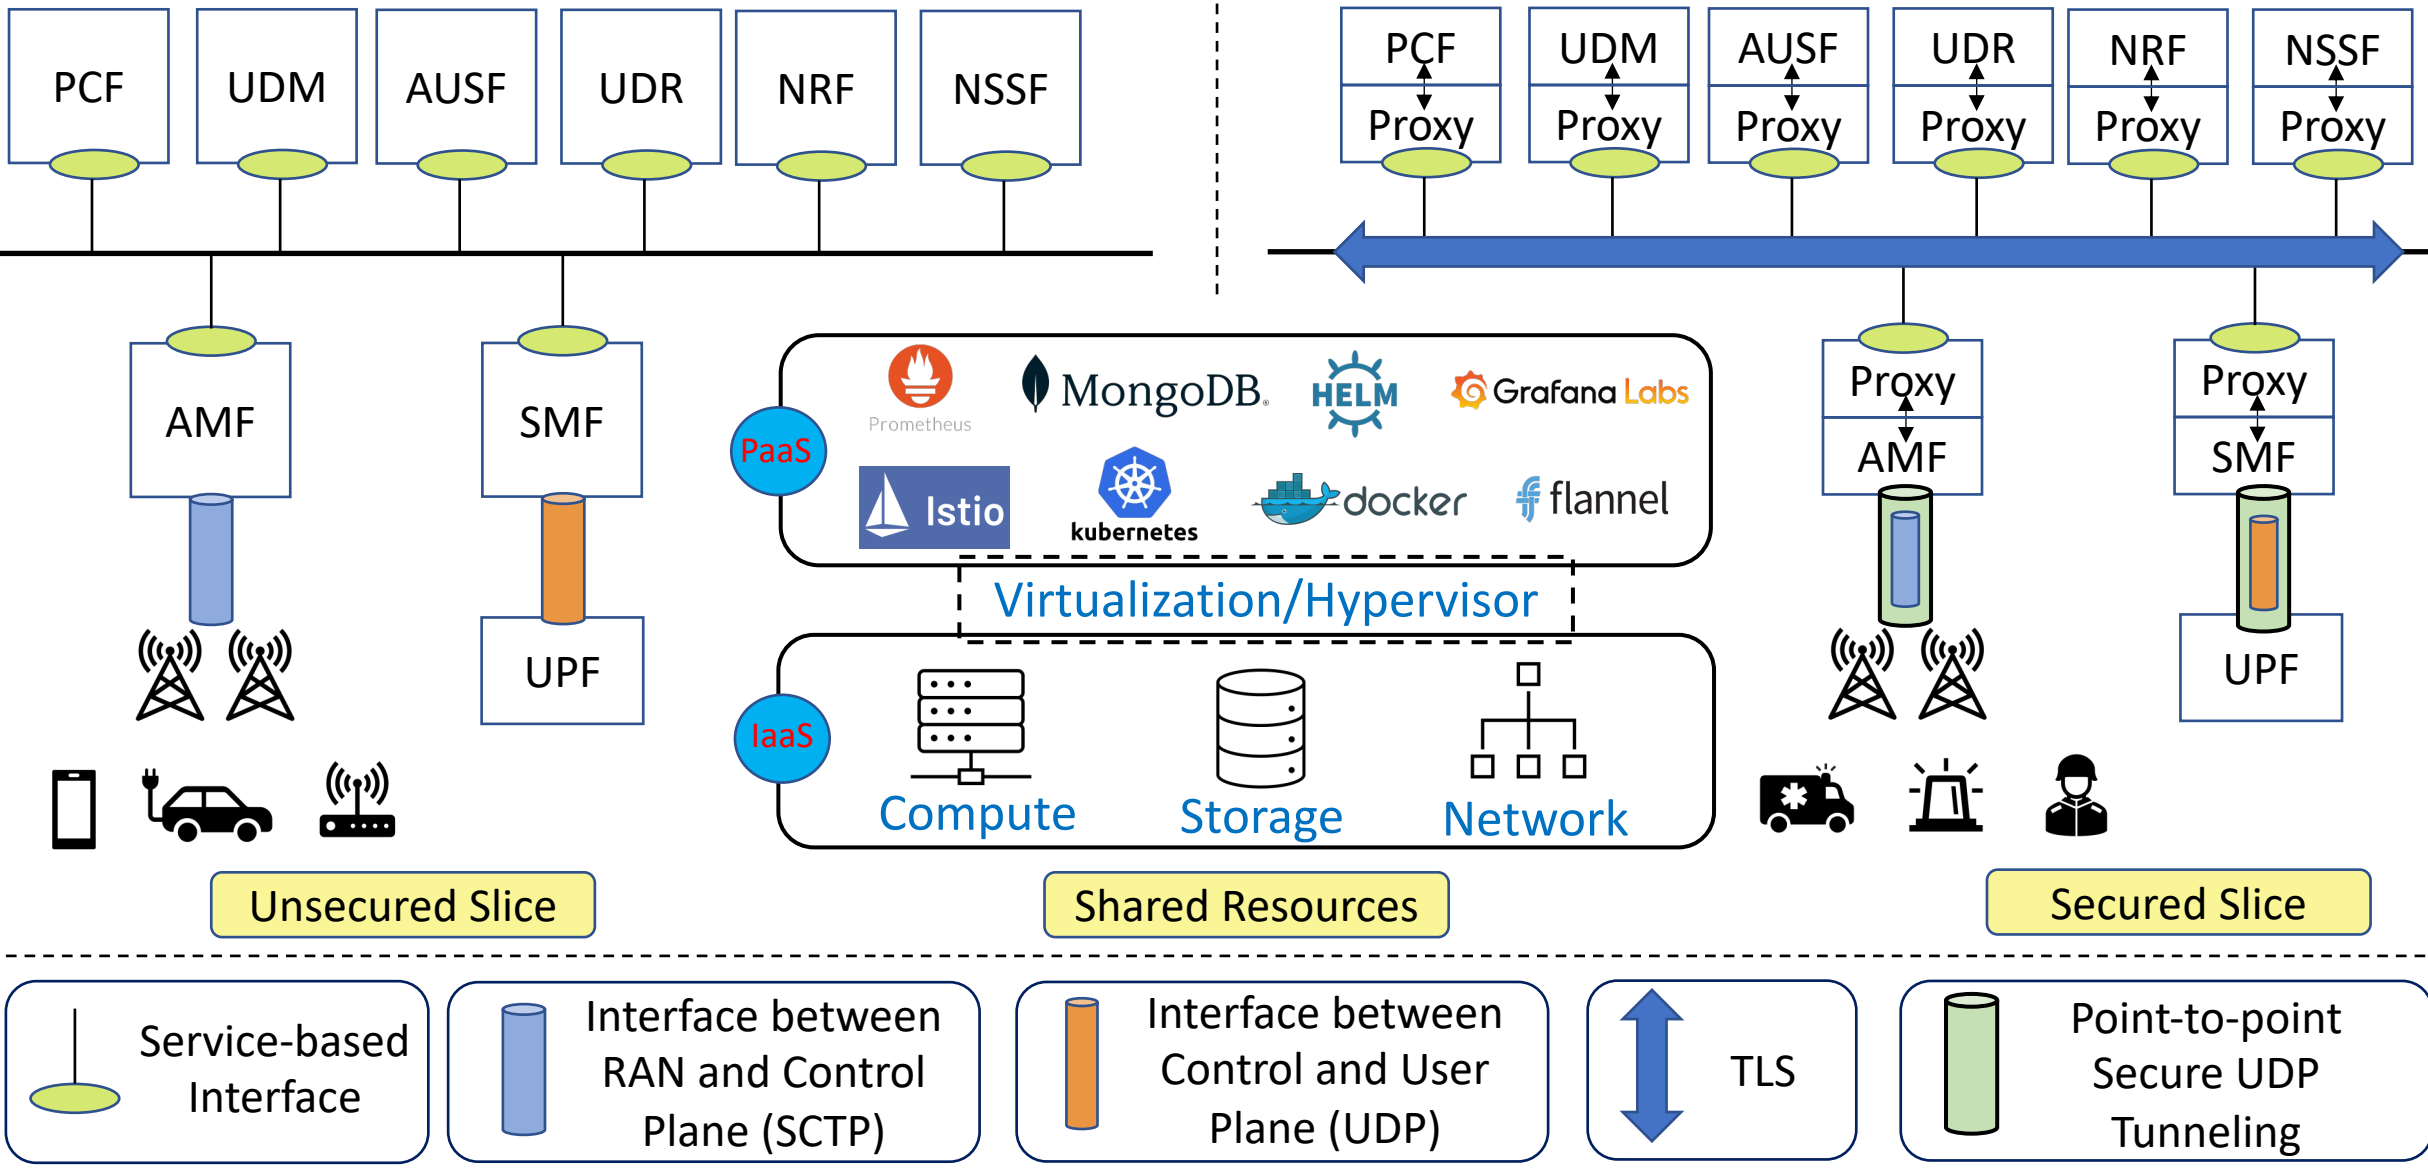 PCF
UDM
AUSF
UDR
NRF
NSSF
PCF
UDM
AUSF
UDR
NRF
NSSF
Proxy
Proxy
Proxy
Proxy
Proxy
Proxy
AMF
SMF
UPF
PaaS
Prometheus
MongoDB.
HELM
Grafana Labs
Istio
kubernetes
docker
flannel
Virtualization/Hypervisor
IaaS
Compute
Storage
Network
Proxy
Proxy
AMF
SMF
UPF
Unsecured Slice
Shared Resources
Secured Slice
Service-based
Interface
Interface between
RAN and Control
Plane (SCTP)
Interface between
Control and User
Plane (UDP)
TLS
Point-to-point
Secure UDP
Tunneling